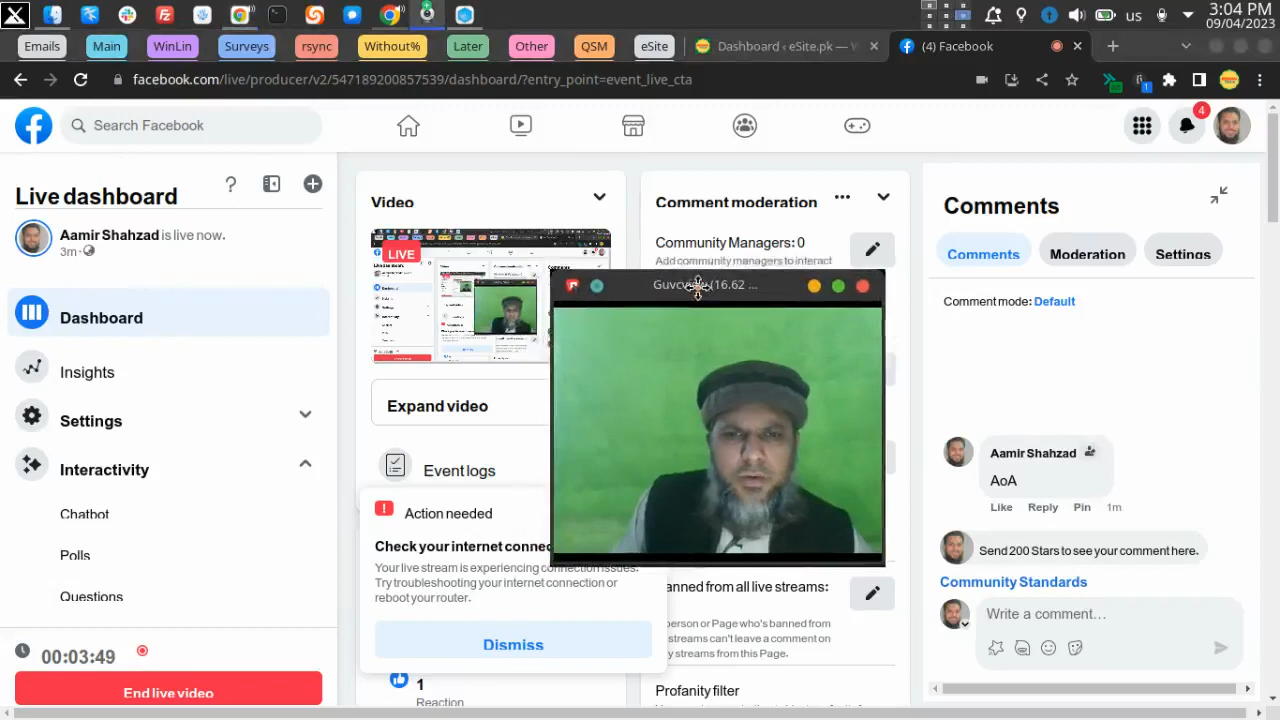 us
3:04 PM
09/04/2023
Emails
Main
WinLin
Surveys
rsync
Without%
Later
Other
QSM
eSite
Dashboard ‹ eSite.pk — W
(4) Facebook
facebook.com/live/producer/v2/547189200857539/dashboard/?entry_point=event_live_cta
1
Search Facebook
4
Live dashboard
Aamir Shahzad is live now.
3m
Dashboard
Insights
Settings
Interactivity
Chatbot
Polls
Questions
00:03:49
End live video
Video
LIVE
Expand video
Event logs
Action needed
Check your internet connec
Your live stream is experiencing connection issues.
Try troubleshooting your internet connection or
reboot your router.
Dismiss
1
Reaction
Comment moderation
Community Managers: 0
Add community managers to interact
(16.62 ...
anned from all live streams:
person or Page who's banned from
streams can't leave a comment on
y streams from this Page.
Profanity filter
Comments
Comments
Moderation
Settings
Comment mode: Default
Aamir Shahzad
AoA
Like Reply Pin 1m
Send 200 Stars to see your comment here.
Community Standards
Write a comment…